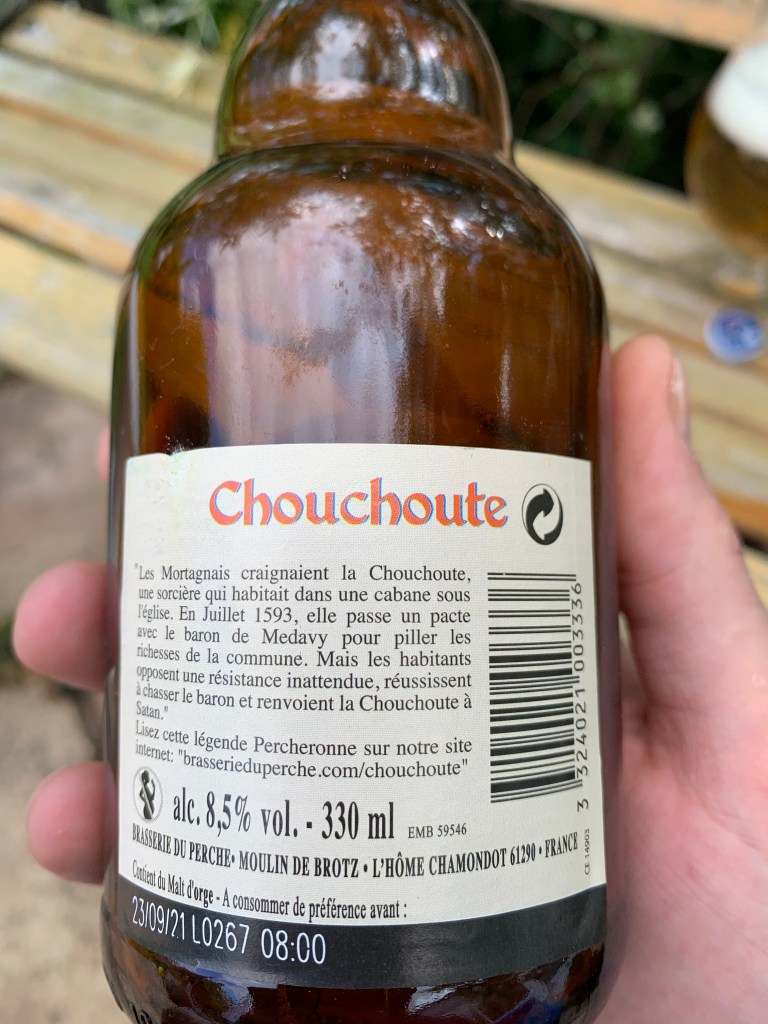 Chouchoute
"Les Mortagnais craignaient la Chouchoute,
une sorcière qui habitait dans une cabane sous
l'église. En Juillet 1593, elle passe un pacte
avec le baron de Medavy pour piller les
richesses de la commune. Mais les habitants
opposent une résistance inattendue, réussissent
à chasser le baron et renvoient la Chouchoute à
Satan."
Lisez cette légende Percheronne sur notre site
internet: "brasserieduperche.com/chouchoute"
3 324021 003336
alc. 8,5% vol. - 330 ml EMB 59546
BRASSERIE DU PERCHE • MOULIN DE BROTZ • L'HÔME CHAMONDOT 61290 • FRANCE
CE 14903
Contient du Malt d'orge - A consommer de préférence avant :
23/09/21 L0267 08:00